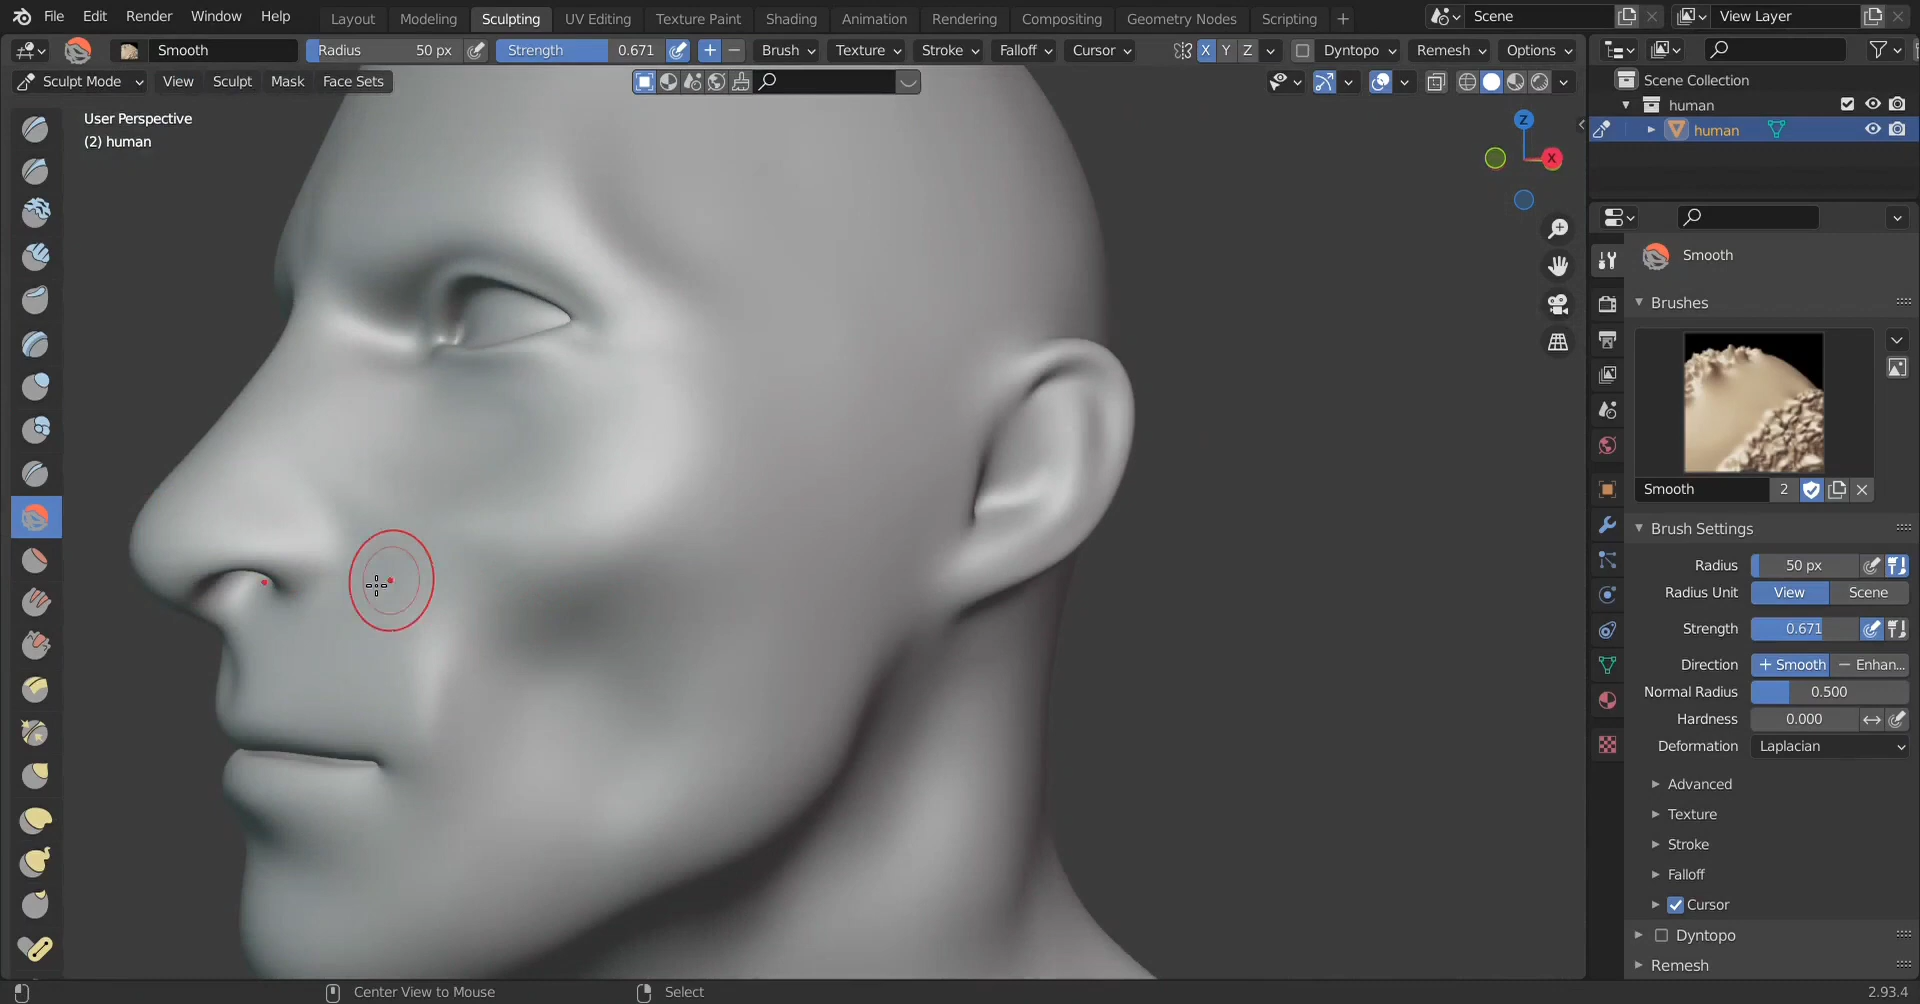 File Edit Render Window Help Layout Modeling Sculpting UV Editing Texture Paint Shading Animation Rendering Compositing Geometry Nodes Scripting + Scene View Layer
Smooth Radius 50 px Strength 0.671 Brush Texture Stroke Falloff Cursor X Y Z Dyntopo Remesh Options
Sculpt Mode View Sculpt Mask Face Sets
Scene Collection
human
human
User Perspective
(2) human
Z
X
Smooth
Brushes
Smooth 2
Brush Settings
Radius 50 px
Radius Unit View Scene
Strength 0.671
Direction + Smooth − Enhan...
Normal Radius 0.500
Hardness 0.000
Deformation Laplacian
Advanced
Texture
Stroke
Falloff
Cursor
Dyntopo
Remesh
Center View to Mouse Select 2.93.4